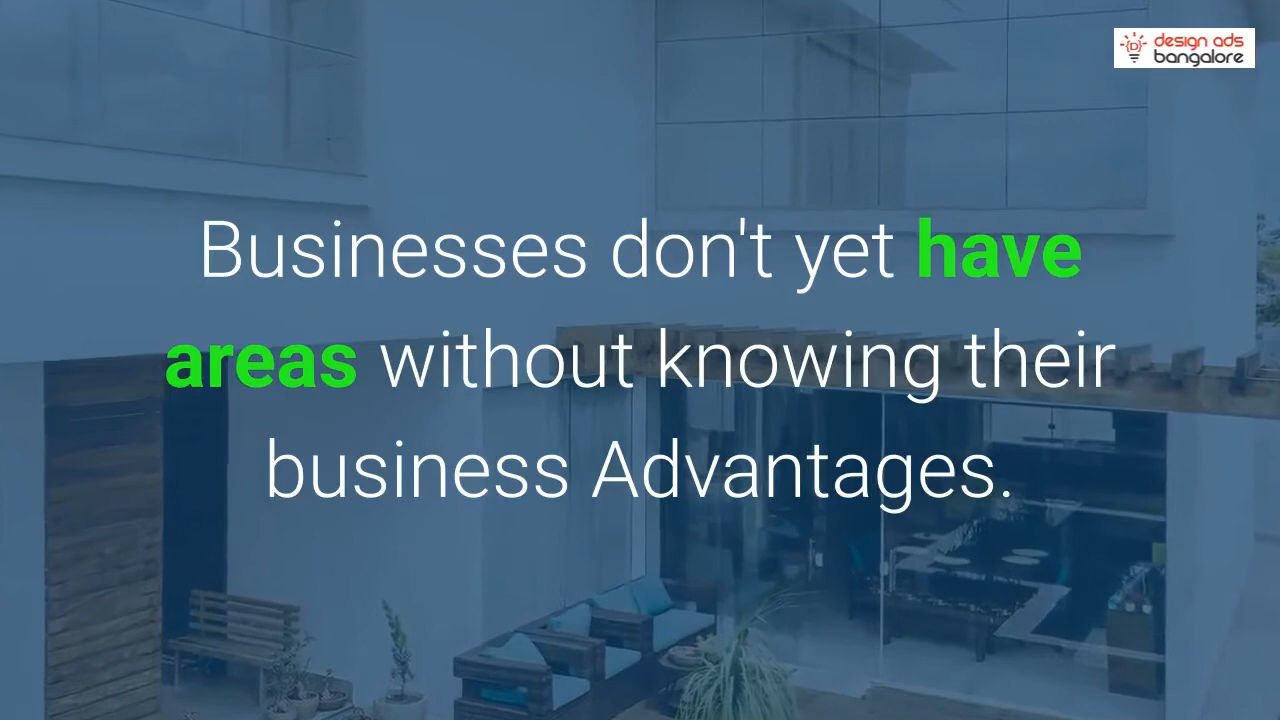 design ads
bangalore
Businesses don't yet have
areas without knowing their
business Advantages.